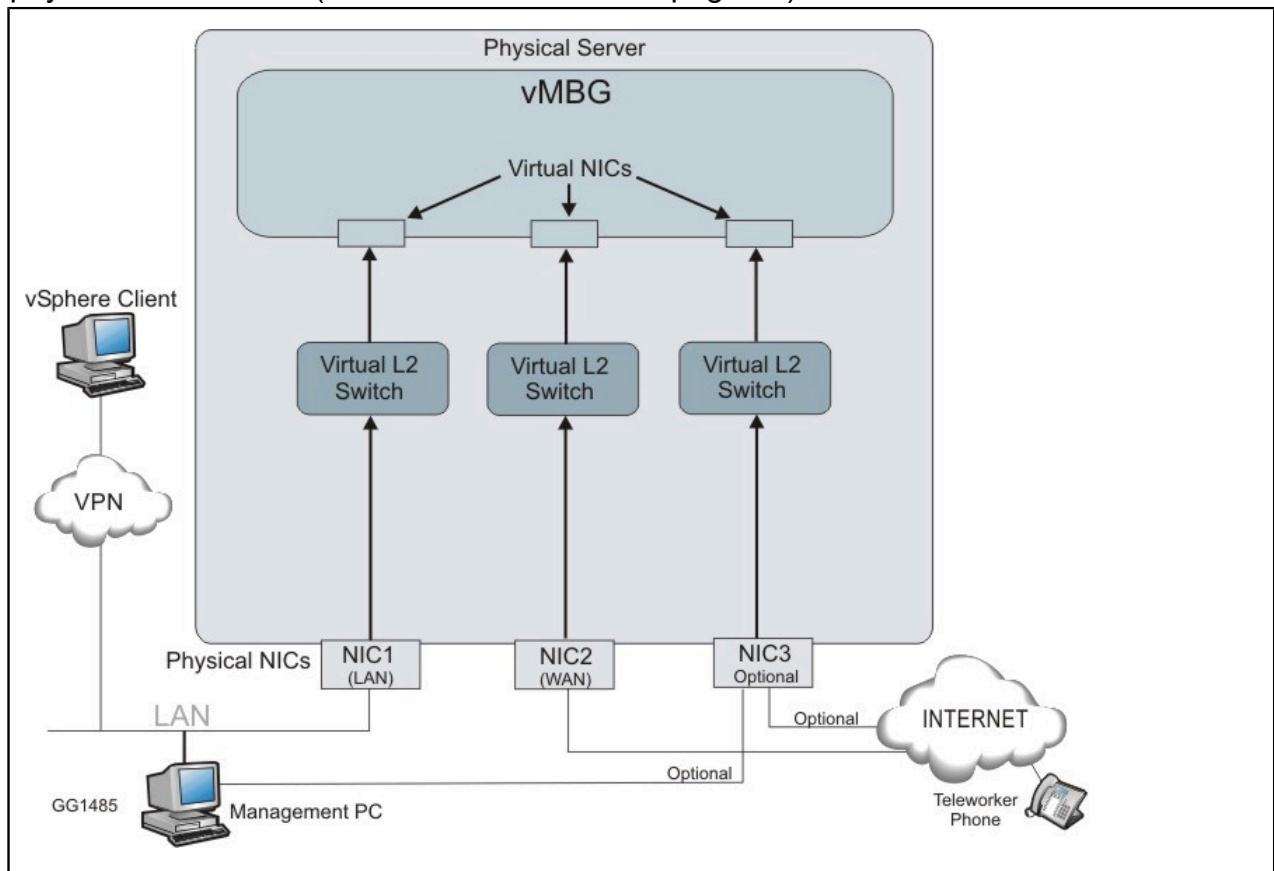 Physical Server
vMBG
Virtual NICs
vSphere Client
Virtual L2
Switch
Virtual L2
Switch
Virtual L2
Switch
VPN
Physical NICs
NIC1
(LAN)
NIC2
(WAN)
NIC3
Optional
LAN
Optional
INTERNET
Optional
GG1485
Management PC
Teleworker
Phone